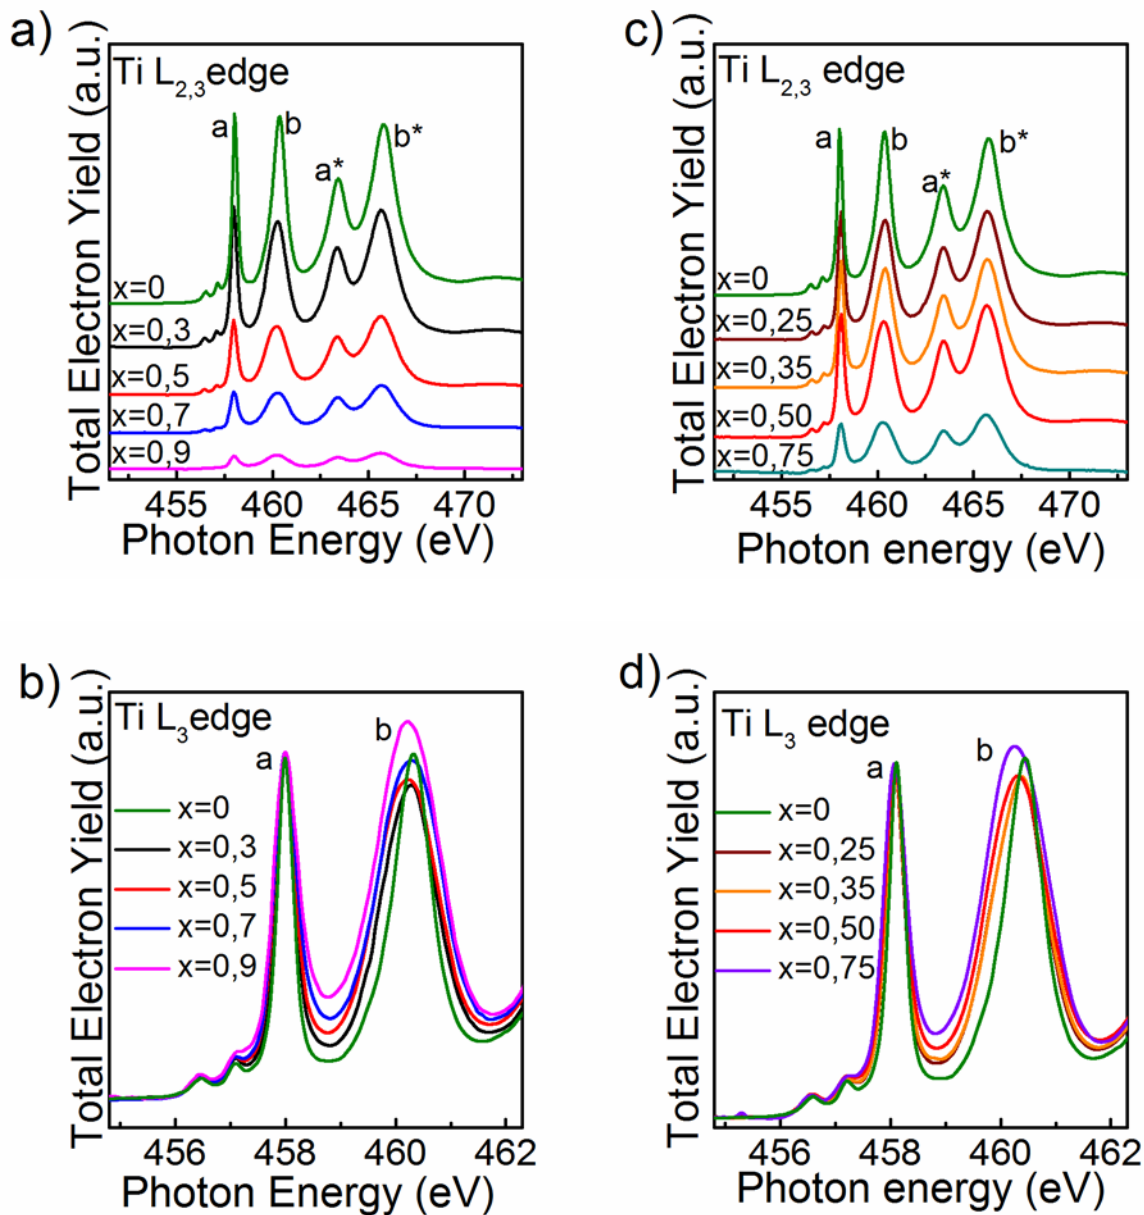 a)
Total Electron Yield (a.u.)
Ti L2,3edge
a
b
a*
b*
x=0
x=0,3
x=0,5
x=0,7
x=0,9
455 460 465 470
Photon Energy (eV)
c)
Total Electron Yield (a.u.)
Ti L2,3 edge
a
b
a*
b*
x=0
x=0,25
x=0,35
x=0,50
x=0,75
455 460 465 470
Photon energy (eV)
b)
Total Electron Yield (a.u.)
Ti L3edge
a
b
x=0
x=0,3
x=0,5
x=0,7
x=0,9
456 458 460 462
Photon Energy (eV)
d)
Total Electron Yield (a.u.)
Ti L3 edge
a
b
x=0
x=0,25
x=0,35
x=0,50
x=0,75
456 458 460 462
Photon energy (eV)